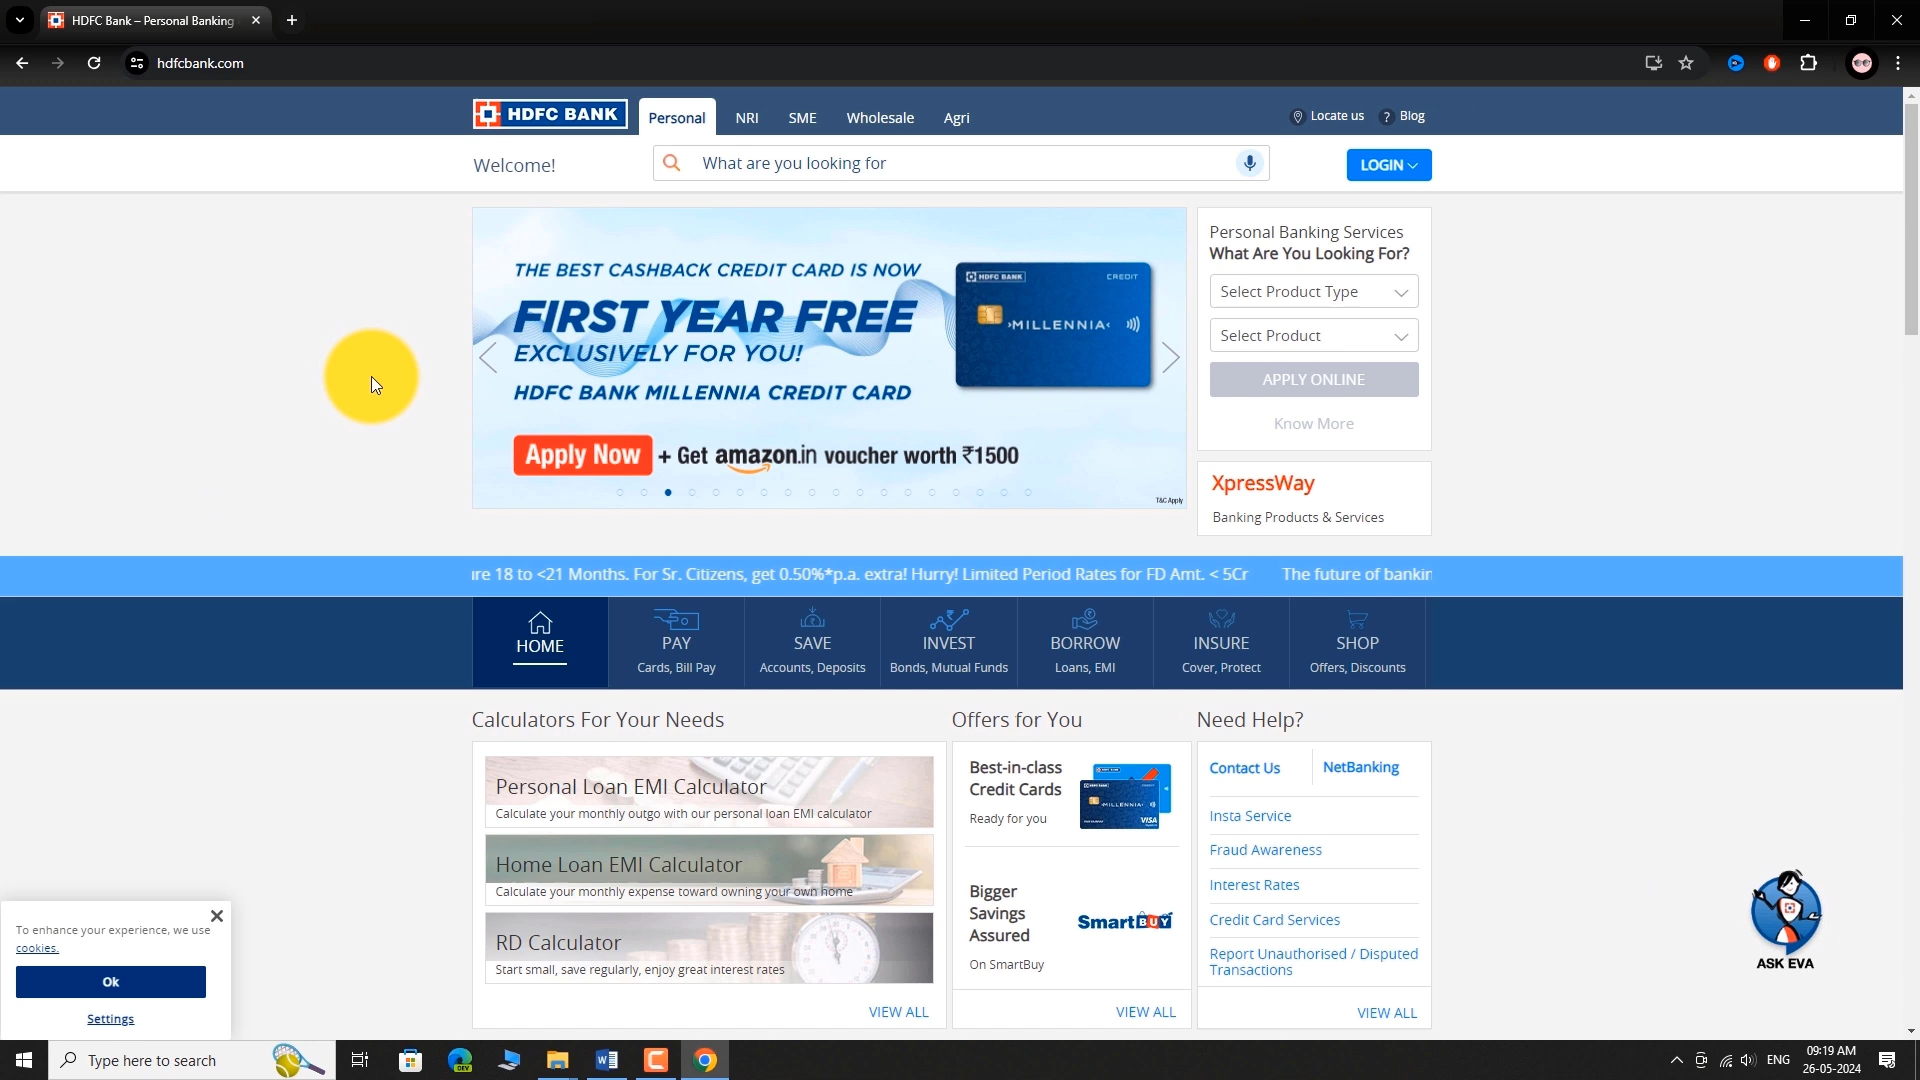 HDFC Bank – Personal Banking
hdfcbank.com
HDFC BANK
Personal
NRI
SME
Wholesale
Agri
Locate us
? Blog
Welcome!
What are you looking for
LOGIN
THE BEST CASHBACK CREDIT CARD IS NOW
FIRST YEAR FREE
EXCLUSIVELY FOR YOU!
HDFC BANK MILLENNIA CREDIT CARD
Apply Now + Get amazon.in voucher worth ₹1500
HDFC BANK
CREDIT
MILLENNIA
T&C Apply
Personal Banking Services
What Are You Looking For?
Select Product Type
Select Product
APPLY ONLINE
Know More
XpressWay
Banking Products & Services
ure 18 to <21 Months. For Sr. Citizens, get 0.50%*p.a. extra! Hurry! Limited Period Rates for FD Amt. < 5Cr
The future of bankin
HOME
PAY
Cards, Bill Pay
SAVE
Accounts, Deposits
INVEST
Bonds, Mutual Funds
BORROW
Loans, EMI
INSURE
Cover, Protect
SHOP
Offers, Discounts
Calculators For Your Needs
Personal Loan EMI Calculator
Calculate your monthly outgo with our personal loan EMI calculator
Home Loan EMI Calculator
Calculate your monthly expense toward owning your own home
RD Calculator
Start small, save regularly, enjoy great interest rates
VIEW ALL
Offers for You
Best-in-class
Credit Cards
Ready for you
MILLENNIA
VISA
Bigger
Savings
Assured
On SmartBuy
SmartBUY
VIEW ALL
Need Help?
Contact Us
NetBanking
Insta Service
Fraud Awareness
Interest Rates
Credit Card Services
Report Unauthorised / Disputed
Transactions
VIEW ALL
ASK EVA
To enhance your experience, we use
cookies.
Ok
Settings
Type here to search
DEV
ENG
09:19 AM
26-05-2024